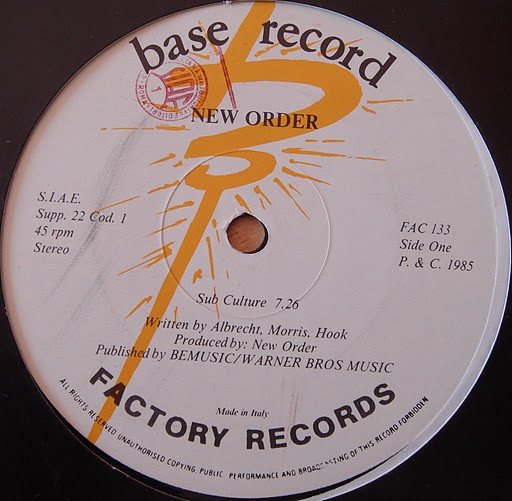 base record
NEW ORDER
S.I.A.E.
Supp. 22 Cod. 1
45 rpm
Stereo
FAC 133
Side One
P. & C. 1985
Sub Culture 7.26
Written by Albrecht, Morris, Hook
Produced by: New Order
Published by BEMUSIC/WARNER BROS MUSIC
Made in Italy
FACTORY RECORDS
ALL RIGHTS RESERVED UNAUTHORISED COPYING, PUBLIC. PERFORMANCE AND BROADCASTING OF THIS RECORD FORBIDDEN